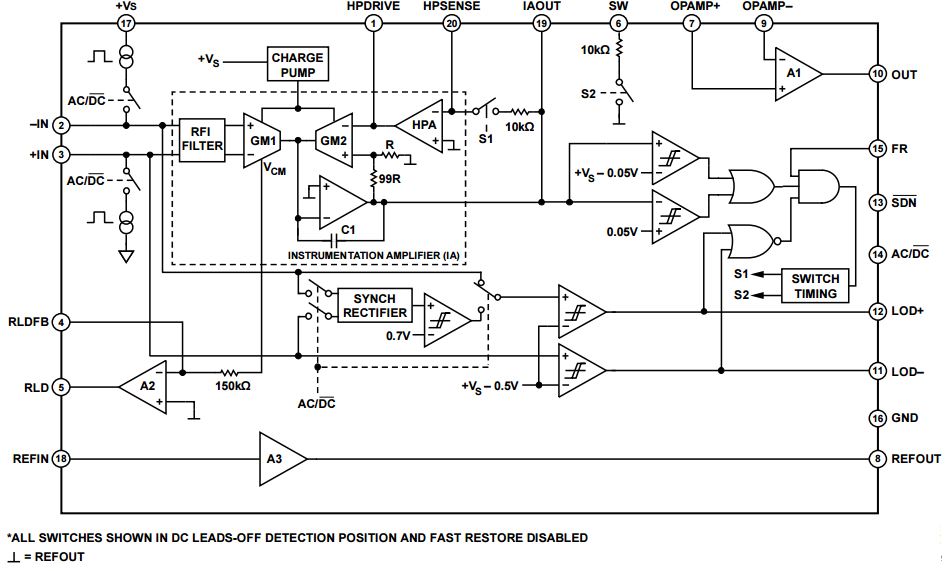 +VS
HPDRIVE
HPSENSE
IAOUT
SW
OPAMP+
OPAMP–
17
1
20
19
6
7
9
10kΩ
+VS
CHARGE
PUMP
A1
10
OUT
AC/DC
S2
–IN
2
RFI
FILTER
+
–
GM1
GM2
–
+
HPA
–
+
S1
10kΩ
–
+
+IN
3
VCM
R
99R
15
FR
AC/DC
+
–
+VS – 0.05V
+
–
C1
–
+
0.05V
13
SDN
INSTRUMENTATION AMPLIFIER (IA)
14
AC/DC
S1
S2
SWITCH
TIMING
SYNCH
RECTIFIER
+
–
0.7V
+
–
12
LOD+
RLDFB
4
150kΩ
+
–
11
LOD–
RLD
5
A2
–
+
AC/DC
+VS – 0.5V
16
GND
REFIN
18
A3
8
REFOUT
*ALL SWITCHES SHOWN IN DC LEADS-OFF DETECTION POSITION AND FAST RESTORE DISABLED
= REFOUT